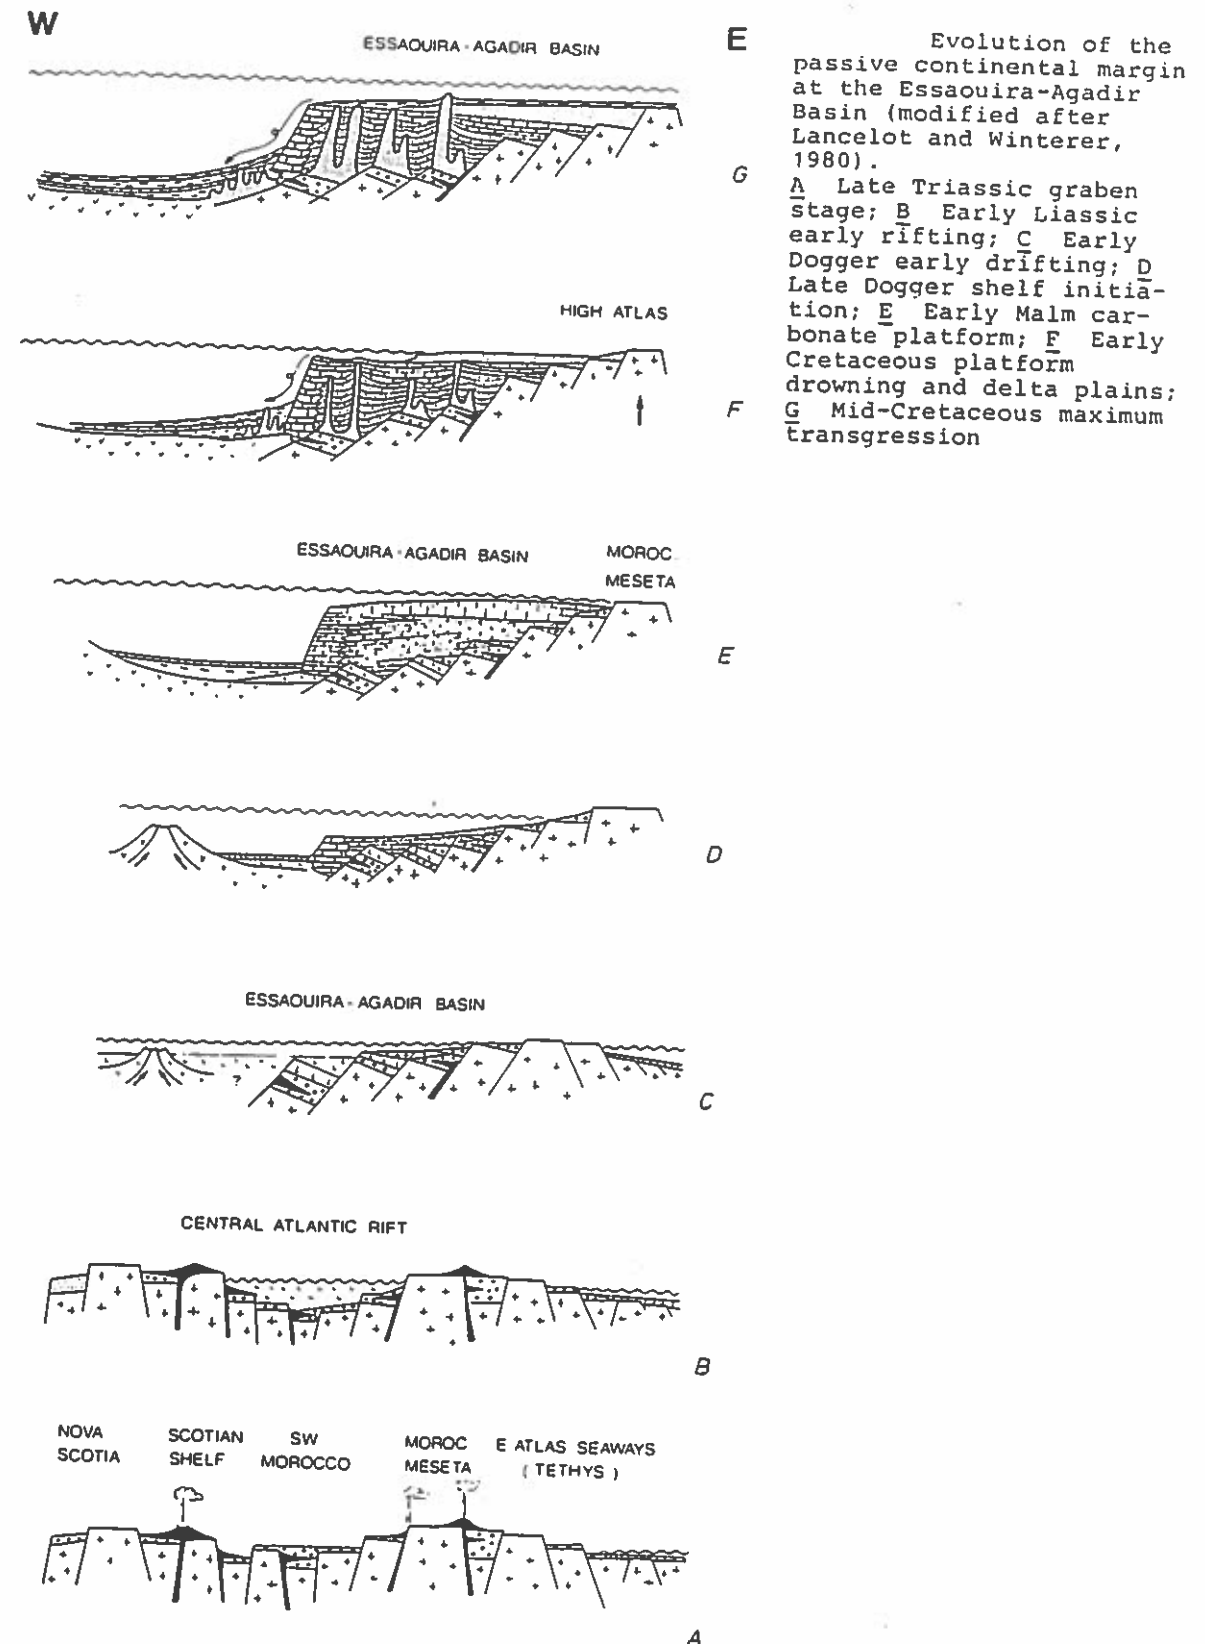 W
E
ESSAOUIRA-AGADIR BASIN
G
HIGH ATLAS
F
ESSAOUIRA-AGADIR BASIN
MOROC
MESETA
E
D
ESSAOUIRA-AGADIR BASIN
?
C
CENTRAL ATLANTIC RIFT
B
NOVA
SCOTIA
SCOTIAN
SHELF
SW
MOROCCO
MOROC
MESETA
E ATLAS SEAWAYS
( TETHYS )
A
Evolution of the
passive continental margin
at the Essaouira-Agadir
Basin (modified after
Lancelot and Winterer,
1980).
A Late Triassic graben
stage; B Early Liassic
early rifting; C Early
Dogger early drifting; D
Late Dogger shelf initia-
tion; E Early Malm car-
bonate platform; F Early
Cretaceous platform
drowning and delta plains;
G Mid-Cretaceous maximum
transgression